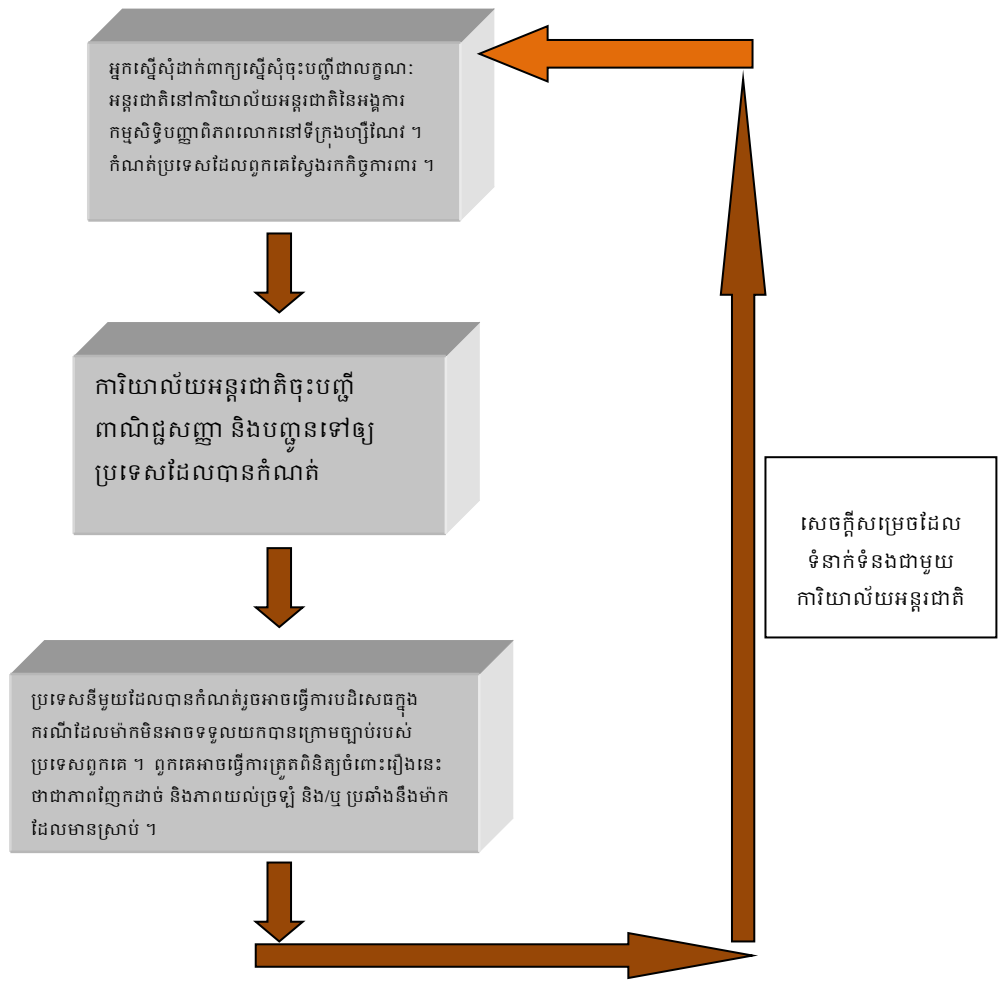 អ្នកស្នើសុំដាក់ពាក្យស្នើសុំចុះបញ្ជីជាលក្ខណៈ
អន្តរជាតិនៅការិយាល័យអន្តរជាតិនៃអង្គការ
កម្មសិទ្ធិបញ្ញាពិភពលោកនៅទីក្រុងហ្សឺណែវ ។
កំណត់ប្រទេសដែលពួកគេស្វែងរកកិច្ចការពារ ។
ការិយាល័យអន្តរជាតិចុះបញ្ជី
ពាណិជ្ជសញ្ញា និងបញ្ជូនទៅឲ្យ
ប្រទេសដែលបានកំណត់
ប្រទេសនីមួយដែលបានកំណត់រួចអាចធ្វើការបដិសេធក្នុង
ករណីដែលម៉ាកមិនអាចទទួលយកបានក្រោមច្បាប់របស់
ប្រទេសពួកគេ ។ ពួកគេអាចធ្វើការត្រួតពិនិត្យចំពោះរឿងនេះ
ថាជាភាពញែកដាច់ និងភាពយល់ច្រឡំ និង/ឬ ប្រឆាំងនឹងម៉ាក
ដែលមានស្រាប់ ។
សេចក្តីសម្រេចដែល
ទំនាក់ទំនងជាមួយ
ការិយាល័យអន្តរជាតិ